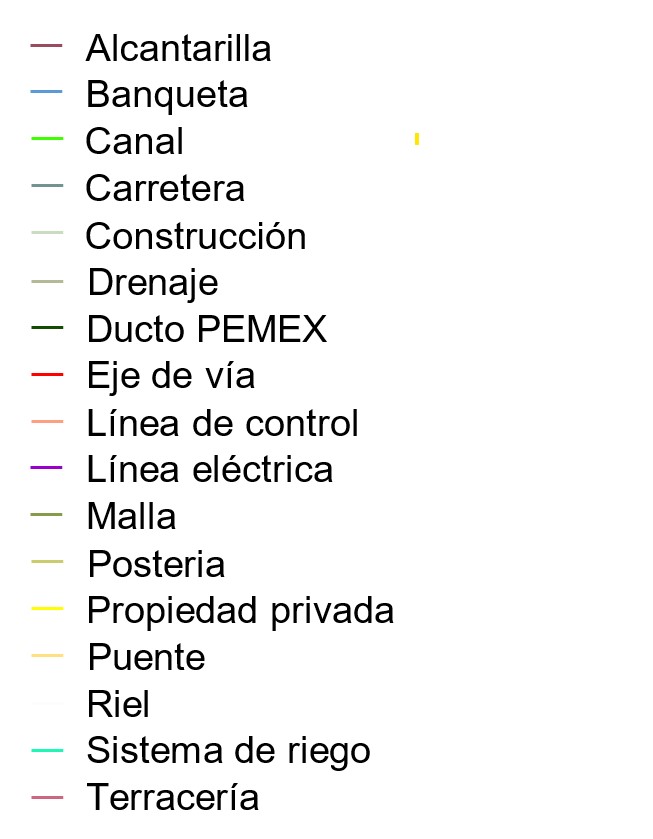 Alcantarilla
Banqueta
Canal
Carretera
Construcción
Drenaje
Ducto PEMEX
Eje de vía
Línea de control
Línea eléctrica
Malla
Posteria
Propiedad privada
Puente
Riel
Sistema de riego
Terracería